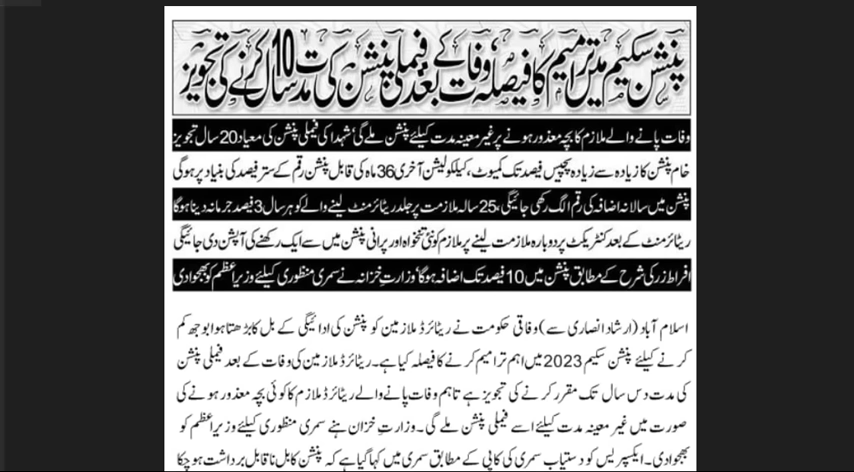 پنشن سکیم میں ترامیم کا فیصلہ، وفات کے بعد فیملی پنشن کی مدت 10 سال کرنے کی تجویز
وفات پانے والے ملازم کا بچہ معذور ہونے پر غیر معینہ مدت کیلئے پنشن ملے گی، شہدا کی فیملی پنشن کی معیاد 20 سال تجویز
خام پنشن کا زیادہ سے زیادہ پچیس فیصد تک کمیوٹ، کیلکولیشن آخری 36 ماہ کی قابل پنشن رقم کے ستر فیصد کی بنیاد پر ہوگی
پنشن میں سالانہ اضافہ کی رقم الگ رکھی جائیگی، 25 سالہ ملازمت پر جلد ریٹائرمنٹ لینے والے کو ہر سال 3 فیصد جرمانہ دینا ہوگا
ریٹائرمنٹ کے بعد کنٹریکٹ پر دوبارہ ملازمت لینے پر ملازم کو نئی تنخواہ اور پرانی پنشن میں سے ایک رکھنے کی آپشن دی جائیگی
افراط زر کی شرح کے مطابق پنشن میں 10 فیصد تک اضافہ ہوگا، وزارت خزانہ نے سمری منظوری کیلئے وزیراعظم کو بھجوادی
اسلام آباد (ارشاد انصاری سے) وفاقی حکومت نے ریٹائرڈ ملازمین کو پنشن کی ادائیگی کے بل کا بڑھتا ہوا بوجھ کم
کرنے کیلئے پنشن سکیم 2023 میں اہم ترامیم کرنے کا فیصلہ کیا ہے۔ ریٹائرڈ ملازمین کی وفات کے بعد فیملی پنشن
کی مدت دس سال تک مقرر کرنے کی تجویز ہے تاہم وفات پانے والے ریٹائرڈ ملازم کا کوئی بچہ معذور ہونے کی
صورت میں غیر معینہ مدت کیلئے اسے فیملی پنشن ملے گی۔ وزارت خزانہ نے سمری منظوری کیلئے وزیراعظم کو
بھجوادی۔ ایکسپریس کو دستیاب سمری کی کاپی کے مطابق سمری میں کہا گیا ہے کہ پنشن کا بل ناقابل برداشت ہوچکا